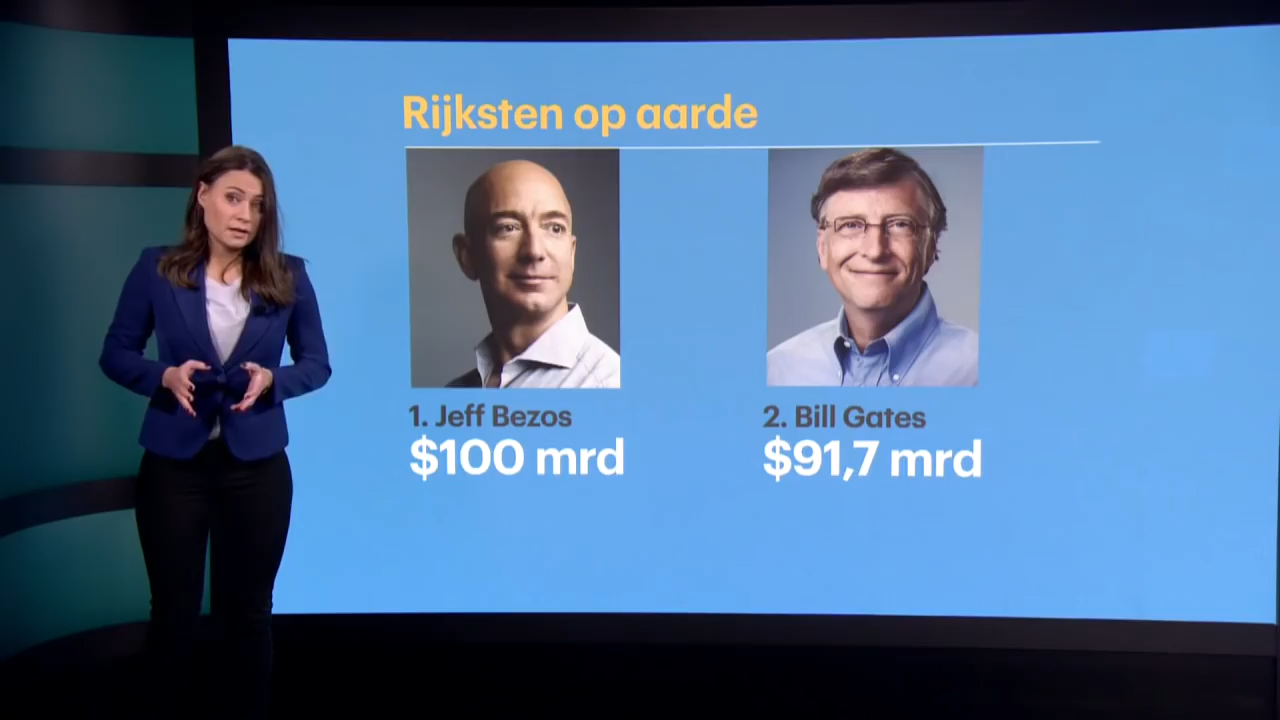 Rijksten op aarde
1. Jeff Bezos
$100 mrd
2. Bill Gates
$91,7 mrd